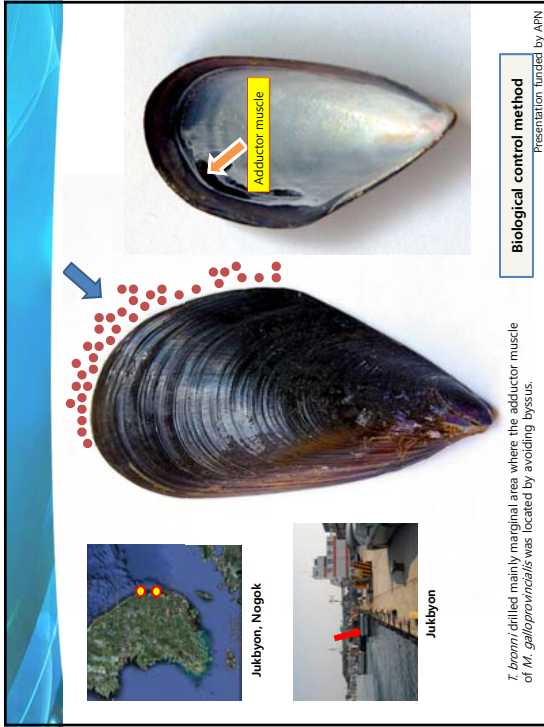 Adductor muscle
Jukbyon, Nogok
Jukbyon
T. bronni drilled mainly marginal area where the adductor muscle
of M. galloprovincialis was located by avoiding byssus.
Biological control method
Presentation funded by APN